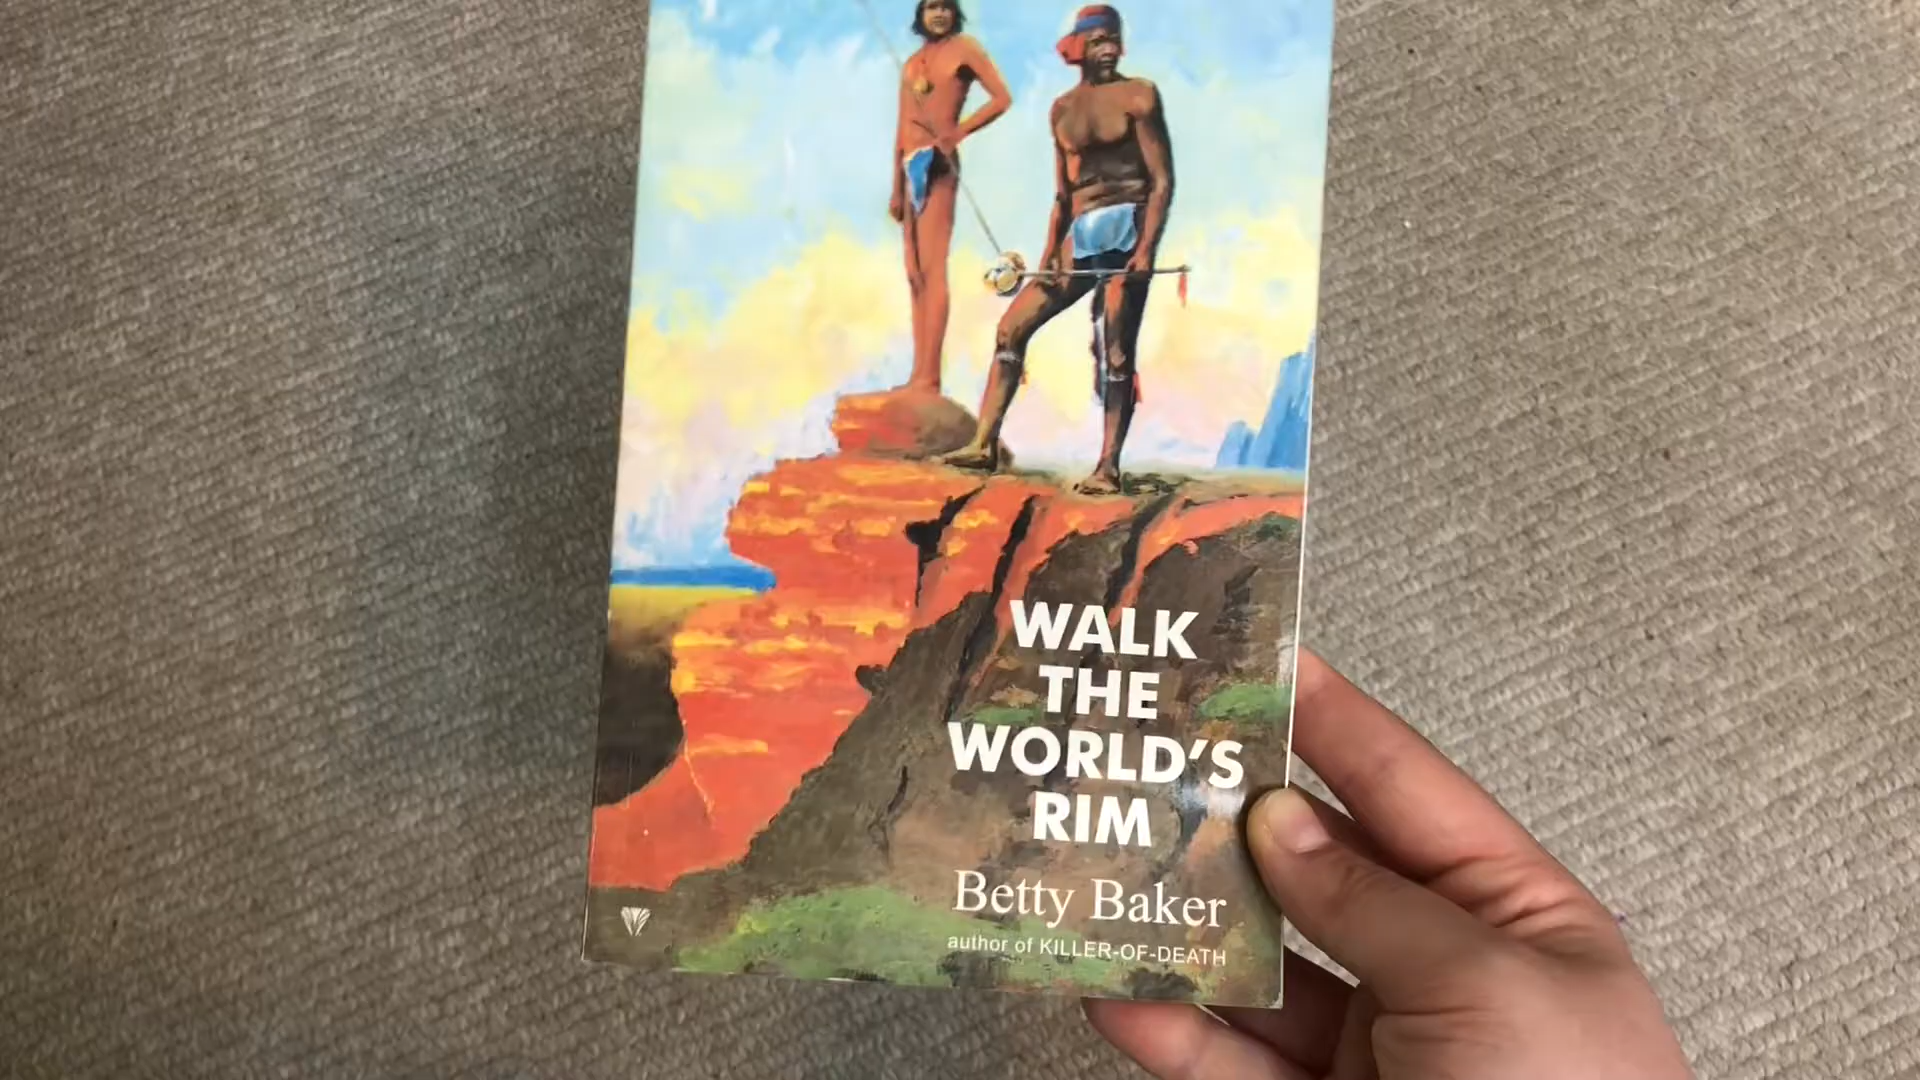 WALK
THE
WORLD'S
RIM
Betty Baker
author of KILLER-OF-DEATH